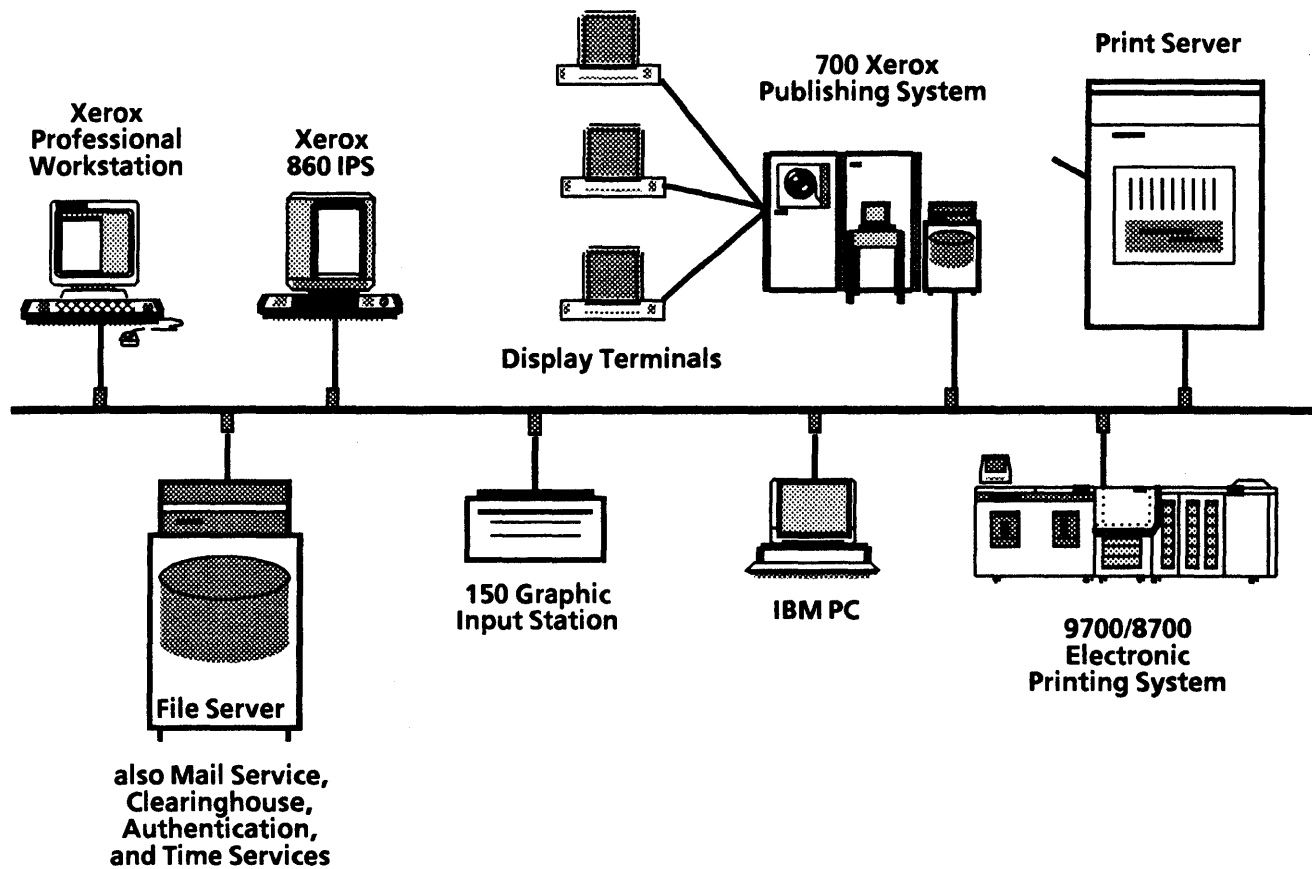 Print Server
700 Xerox
Publishing System
Xerox
Professional
Workstation
Xerox
860 IPS
Display Terminals
150 Graphic
Input Station
IBM PC
9700/8700
Electronic
Printing System
File Server
also Mail Service,
Clearinghouse,
Authentication,
and Time Services